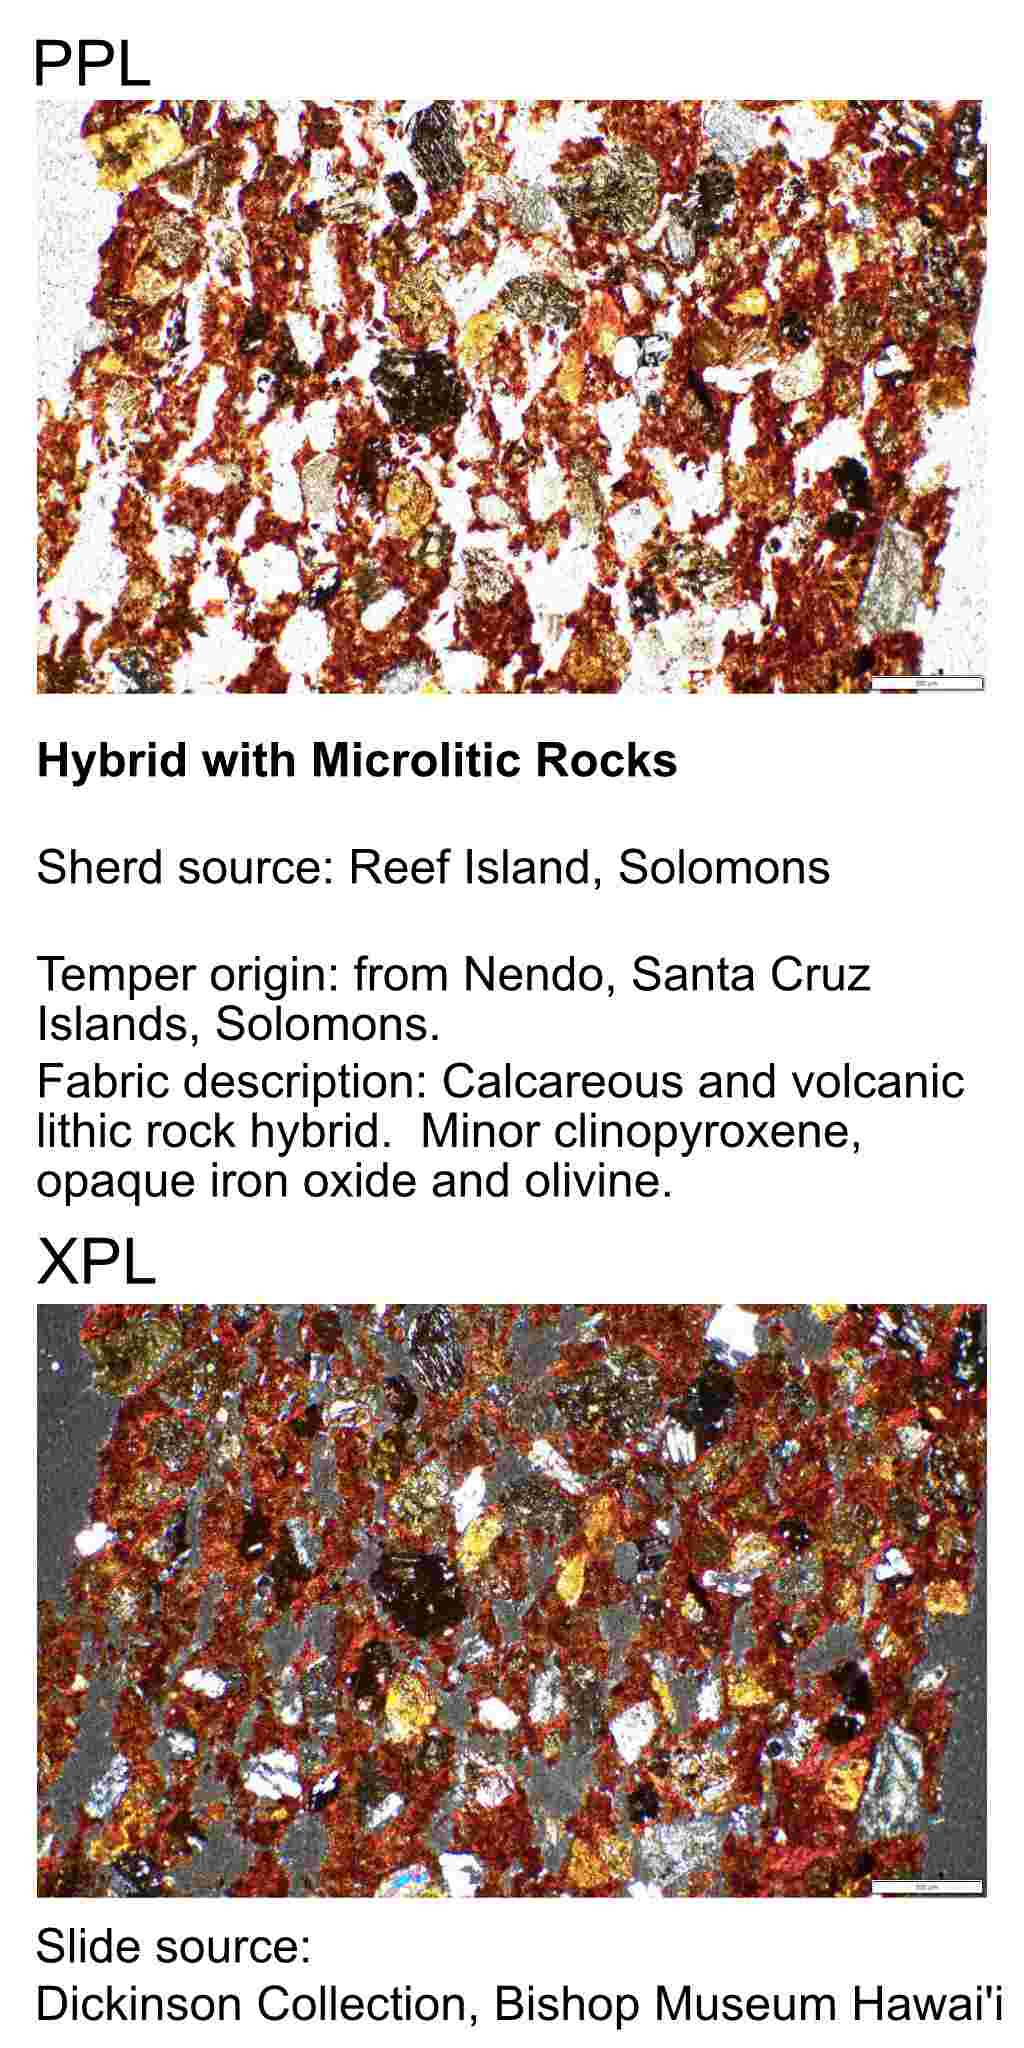 PPL
Hybrid with Microlitic Rocks
Sherd source: Reef Island, Solomons
Temper origin: from Nendo, Santa Cruz
Islands, Solomons.
Fabric description: Calcareous and volcanic
lithic rock hybrid.  Minor clinopyroxene,
opaque iron oxide and olivine.
XPL
Slide source:
Dickinson Collection, Bishop Museum Hawai'i